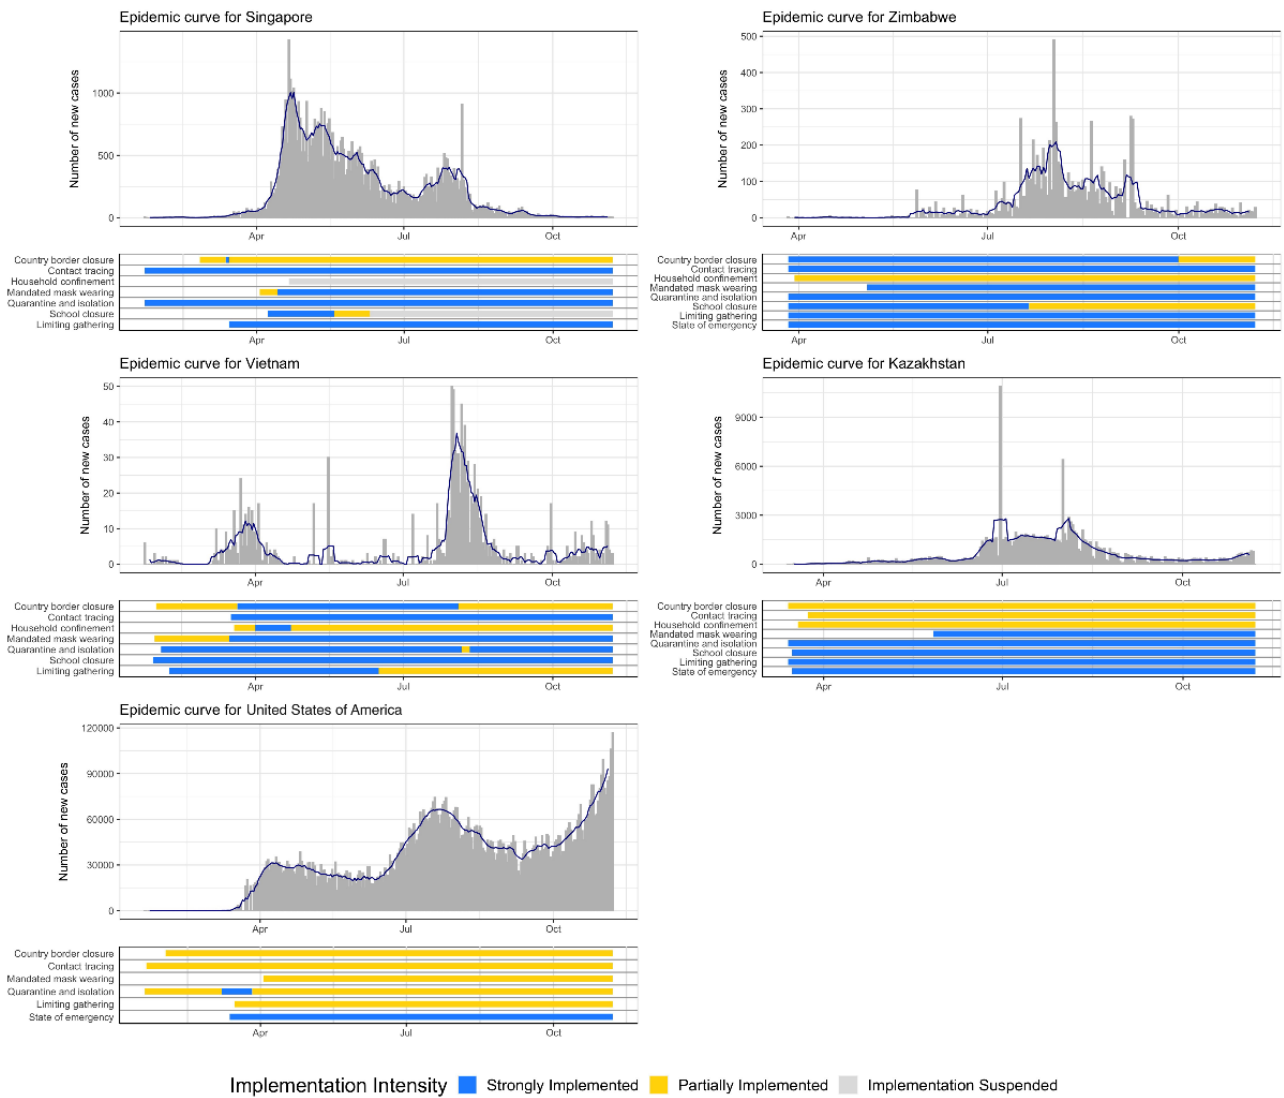 Epidemic curve for Singapore
Number of new cases
1000
500
0
Apr
Jul
Oct
Country border closure
Contact tracing
Household confinement
Mandated mask wearing
Quarantine and isolation
School closure
Limiting gathering
Apr
Jul
Oct
Epidemic curve for Zimbabwe
Number of new cases
500
400
300
200
100
0
Apr
Jul
Oct
Country border closure
Contact tracing
Household confinement
Mandated mask wearing
Quarantine and isolation
School closure
Limiting gathering
State of emergency
Apr
Jul
Oct
Epidemic curve for Vietnam
Number of new cases
50
40
30
20
10
0
Apr
Jul
Oct
Country border closure
Contact tracing
Household confinement
Mandated mask wearing
Quarantine and isolation
School closure
Limiting gathering
Apr
Jul
Oct
Epidemic curve for Kazakhstan
Number of new cases
9000
6000
3000
0
Apr
Jul
Oct
Country border closure
Contact tracing
Household confinement
Mandated mask wearing
Quarantine and isolation
School closure
Limiting gathering
State of emergency
Apr
Jul
Oct
Epidemic curve for United States of America
Number of new cases
120000
90000
60000
30000
0
Apr
Jul
Oct
Country border closure
Contact tracing
Mandated mask wearing
Quarantine and isolation
Limiting gathering
State of emergency
Apr
Jul
Oct
Implementation Intensity Strongly Implemented Partially Implemented Implementation Suspended